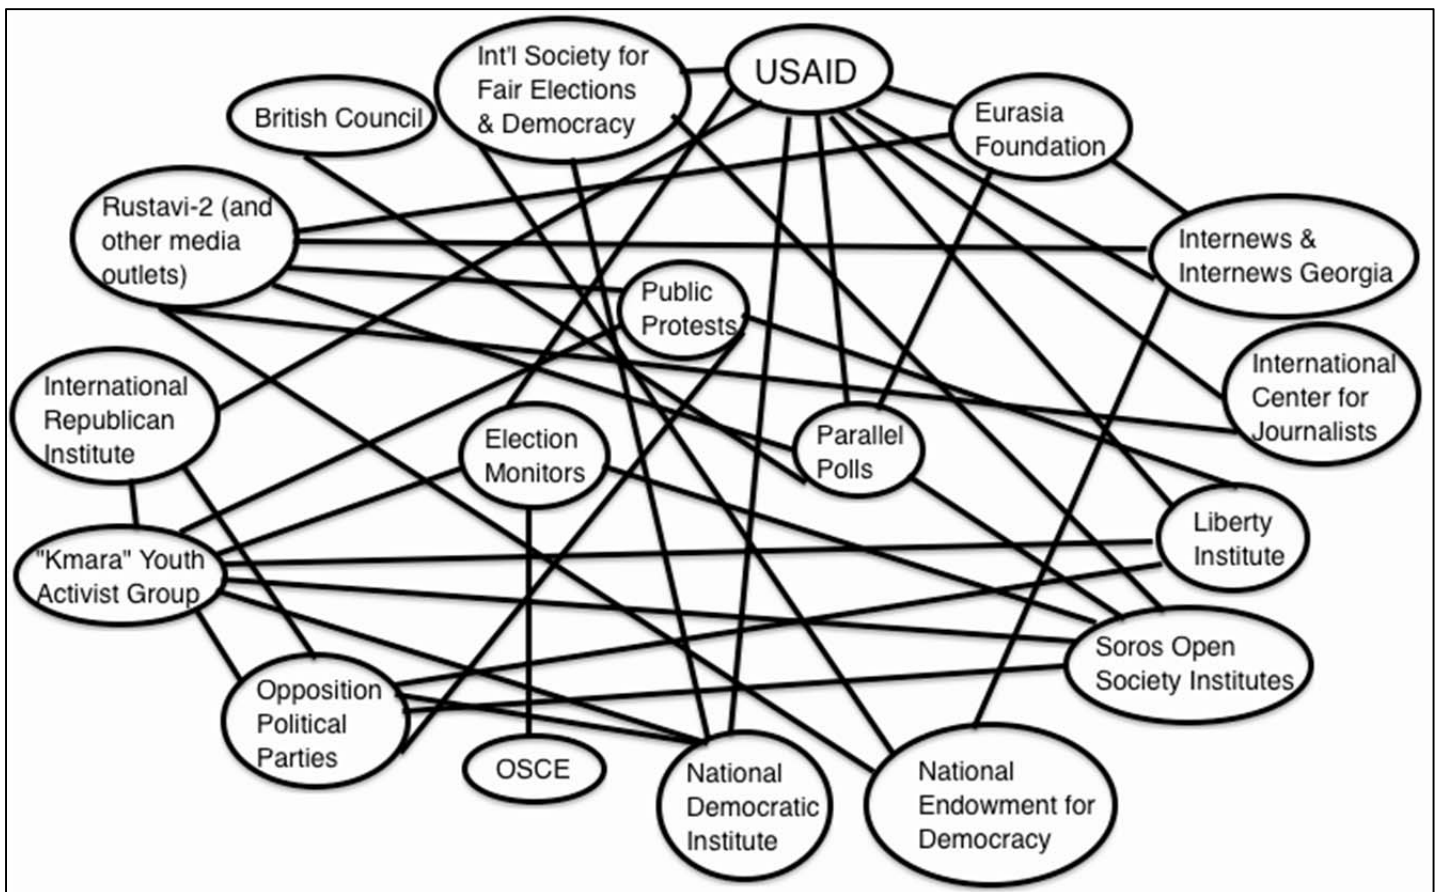 Int'l Society for
Fair Elections
& Democracy
USAID
British Council
Eurasia
Foundation
Rustavi-2 (and
other media
outlets)
Internews &
Internews Georgia
Public
Protests
International
Republican
Institute
International
Center for
Journalists
Election
Monitors
Parallel
Polls
Liberty
Institute
"Kmara" Youth
Activist Group
Soros Open
Society Institutes
Opposition
Political
Parties
OSCE
National
Democratic
Institute
National
Endowment for
Democracy